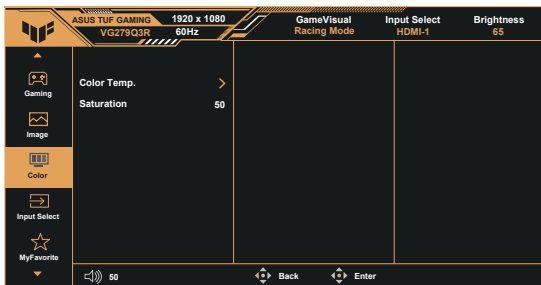 ASUS TUF GAMING 1920 x 1080 GameVisual Input Select Brightness
VG279Q3R 60Hz Racing Mode HDMI-1 65
Gaming
Color Temp.
Saturation 50
Image
Color
Input Select
MyFavorite
50 Back Enter